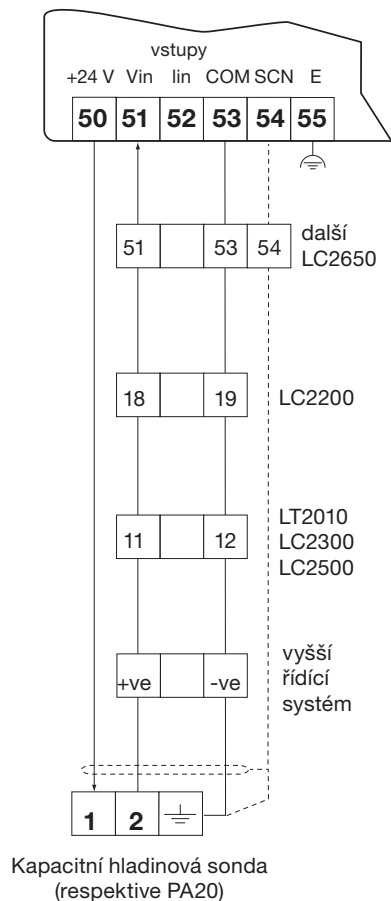 vstupy
+24 V Vin Iin COM SCN E
50 51 52 53 54 55
51 53 54
další
LC2650
18 19
LC2200
11 12
LT2010
LC2300
LC2500
+ve -ve
vyšší
řídící
systém
1 2
Kapacitní hladinová sonda
(respektive PA20)